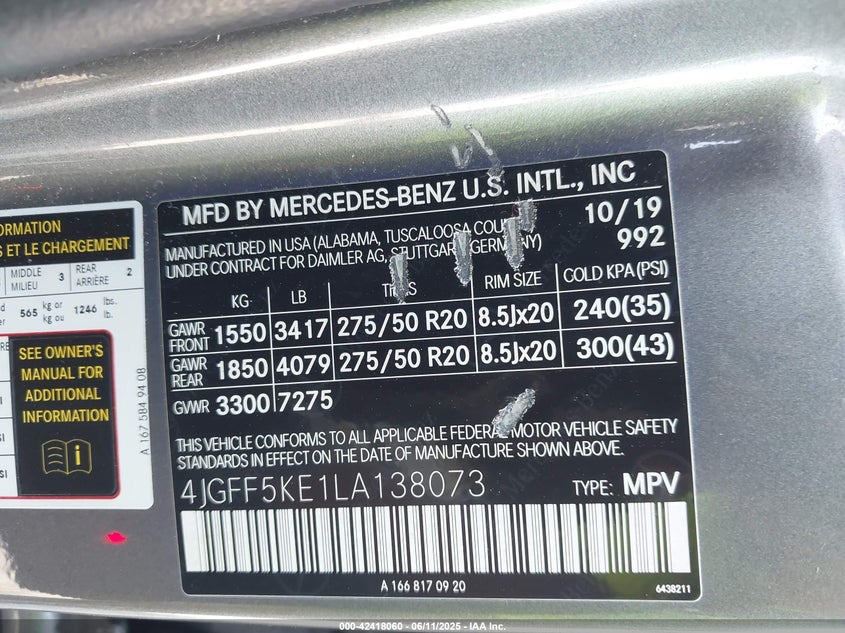 ORMATION
S ET LE CHARGEMENT
MIDDLE MILIEU 3 REAR ARRIÈRE 2
565 kg or kg ou 1246 lbs. lb.
SEE OWNER'S
MANUAL FOR
ADDITIONAL
INFORMATION
A 167 584 94 08
MFD BY MERCEDES-BENZ U.S. INTL., INC
MANUFACTURED IN USA (ALABAMA, TUSCALOOSA COU 10/19
UNDER CONTRACT FOR DAIMLER AG, STUTTGART, GERMANY) 992
KG LB RIM SIZE COLD KPA(PSI)
GAWR FRONT 1550 3417 275/50 R20 8.5Jx20 240(35)
GAWR REAR 1850 4079 275/50 R20 8.5Jx20 300(43)
GVWR 3300 7275
THIS VEHICLE CONFORMS TO ALL APPLICABLE FEDERAL MOTOR VEHICLE SAFETY
STANDARDS IN EFFECT ON THE DATE OF MANUFACTURE SHOWN ABOVE.
4JGFF5KE1LA138073 TYPE: MPV
A 166 817 09 20 6438211
000-42418060 - 06/11/2025 - IAA Inc.